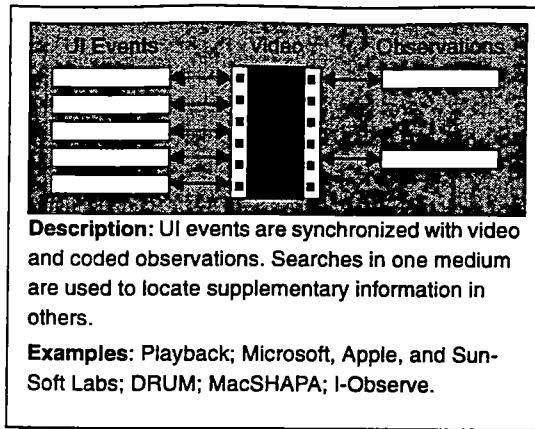 UI Events Video Observations
Description: UI events are synchronized with video
and coded observations. Searches in one medium
are used to locate supplementary information in
others.
Examples: Playback; Microsoft, Apple, and Sun-
Soft Labs; DRUM; MacSHAPA; I-Observe.